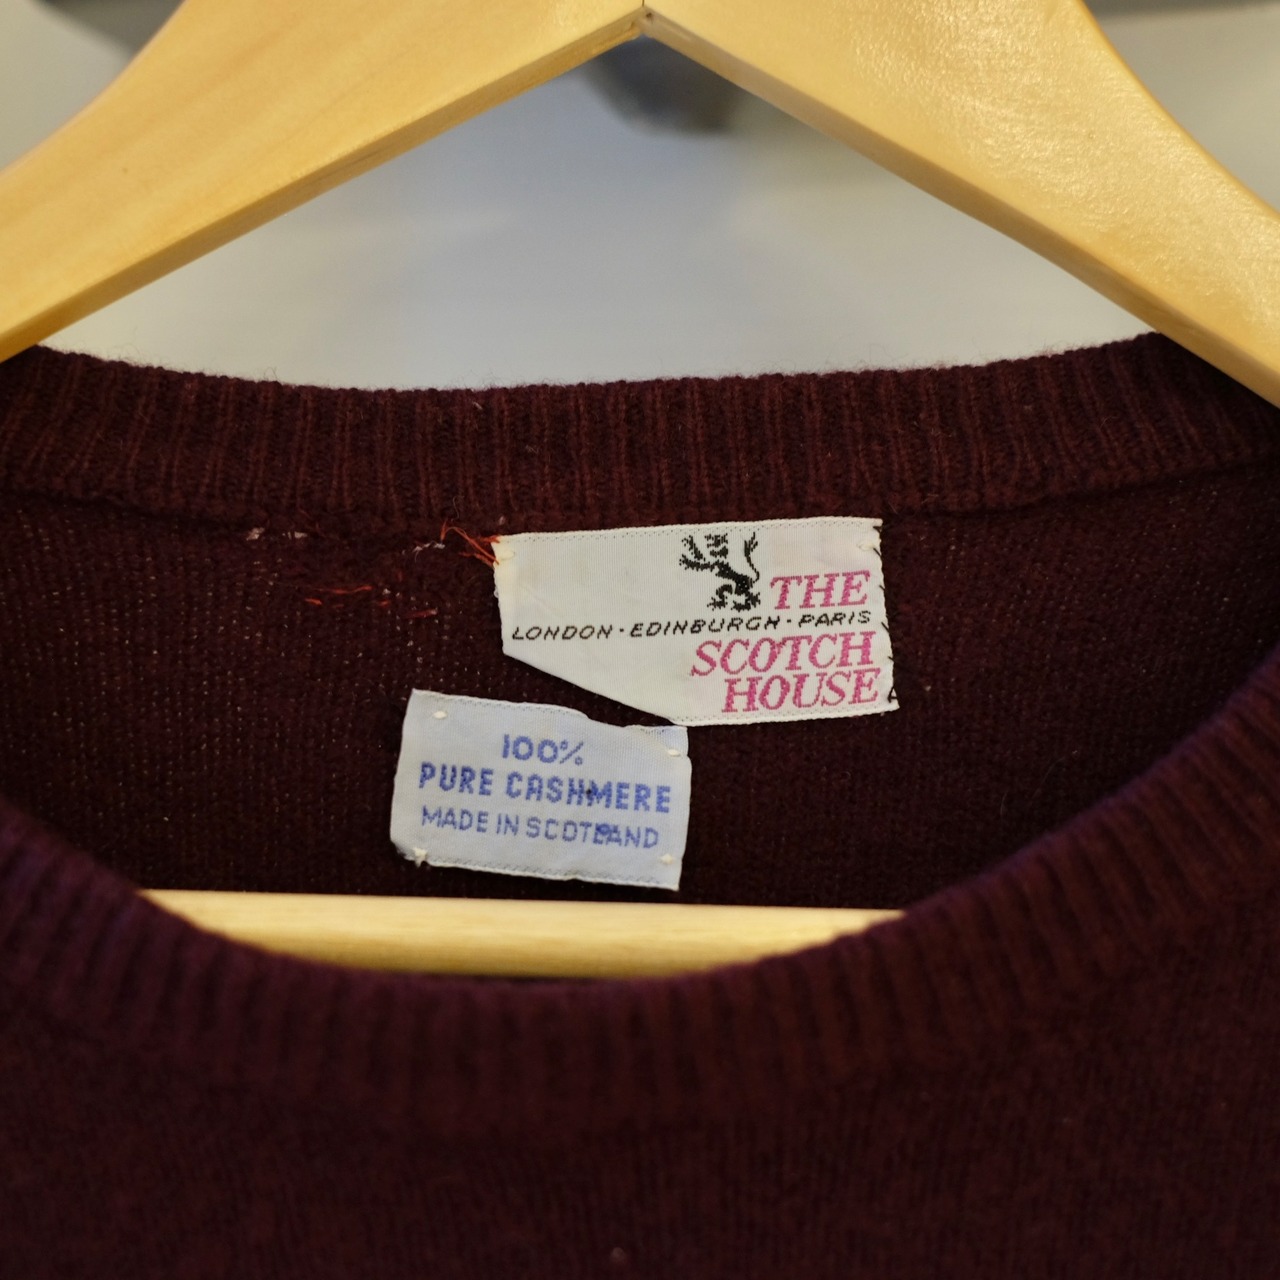 THE
LONDON·EDINBURGH·PARIS
SCOTCH
HOUSE
100%
PURE CASHMERE
MADE IN SCOTLAND